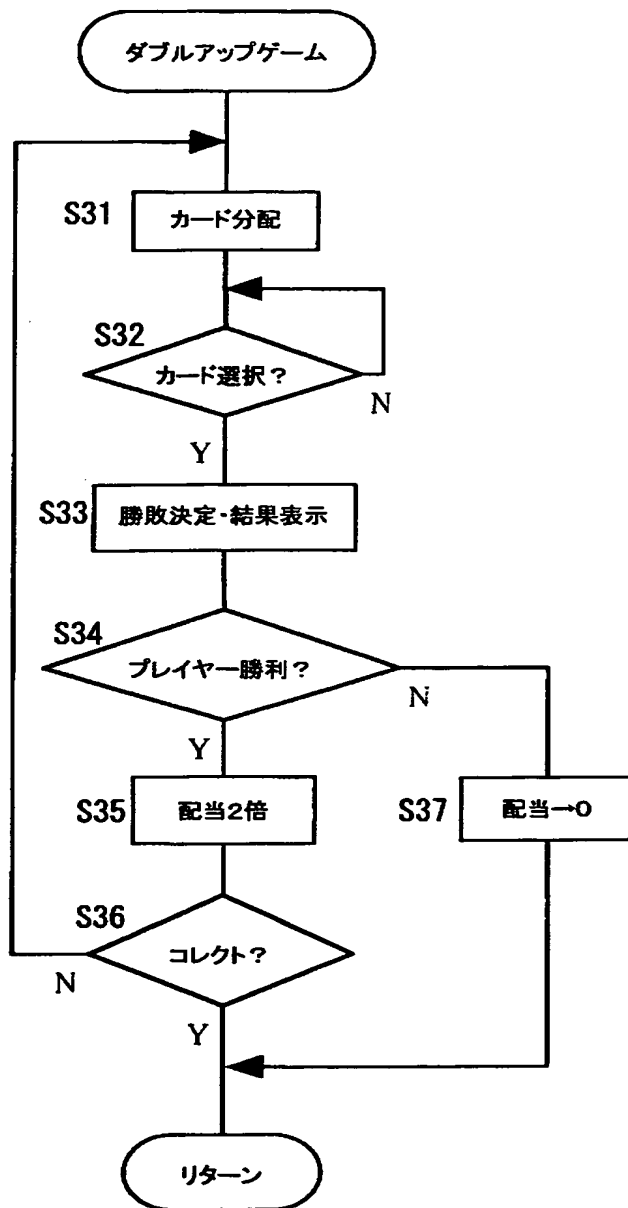 ダブルアップゲーム
S31
カード分配
S32
カード選択?
N
Y
S33
勝敗決定・結果表示
S34
プレイヤー勝利?
N
Y
S35
配当2倍
S37
配当→0
S36
コレクト?
N
Y
リターン